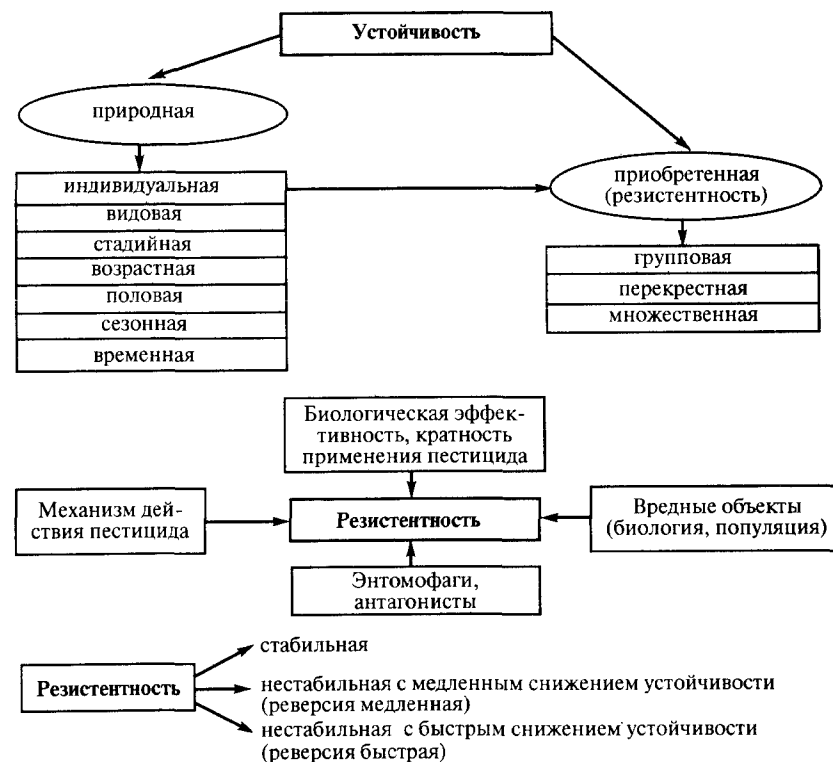 Устойчивость
природная
индивидуальная
видовая
стадийная
возрастная
половая
сезонная
временная
приобретенная
(резистентность)
групповая
перекрестная
множественная
Биологическая эффек-
тивность, кратность
применения пестицида
Механизм дей-
ствия пестицида
Резистентность
Вредные объекты
(биология, популяция)
Энтомофаги,
антагонисты
Резистентность
стабильная
нестабильная с медленным снижением устойчивости
(реверсия медленная)
нестабильная с быстрым снижением устойчивости
(реверсия быстрая)